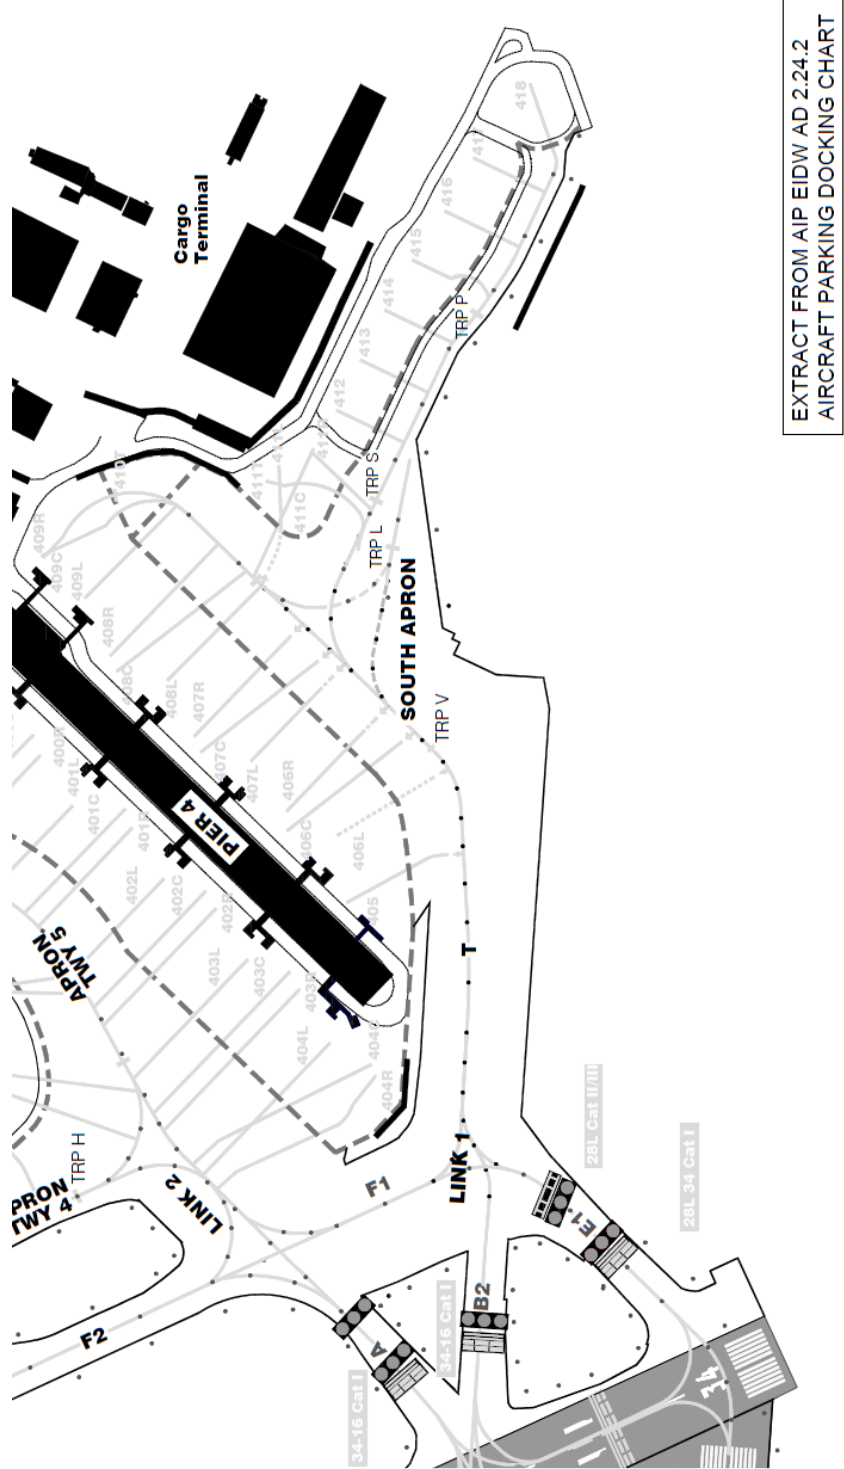 EXTRACT FROM AIP EIDW AD 2.24.2
AIRCRAFT PARKING DOCKING CHART
Cargo
Terminal
418
416
415
414
413
412
TRP P
TRP S
TRP L
TRP V
TRP H
411C
410T
409R
409C
409L
408R
408C
408L
407R
407C
407L
406R
406C
406L
405
400R
401L
401C
401R
402L
402C
402R
403L
403C
403R
404L
404C
404R
SOUTH APRON
PIER 4
APRON
TWY 5
PRON
TWY 4
T
LINK 1
LINK 2
F1
F2
A
B2
E1
28L Cat II/III
28L 34 Cat I
34-16 Cat I
34-16 Cat I
34